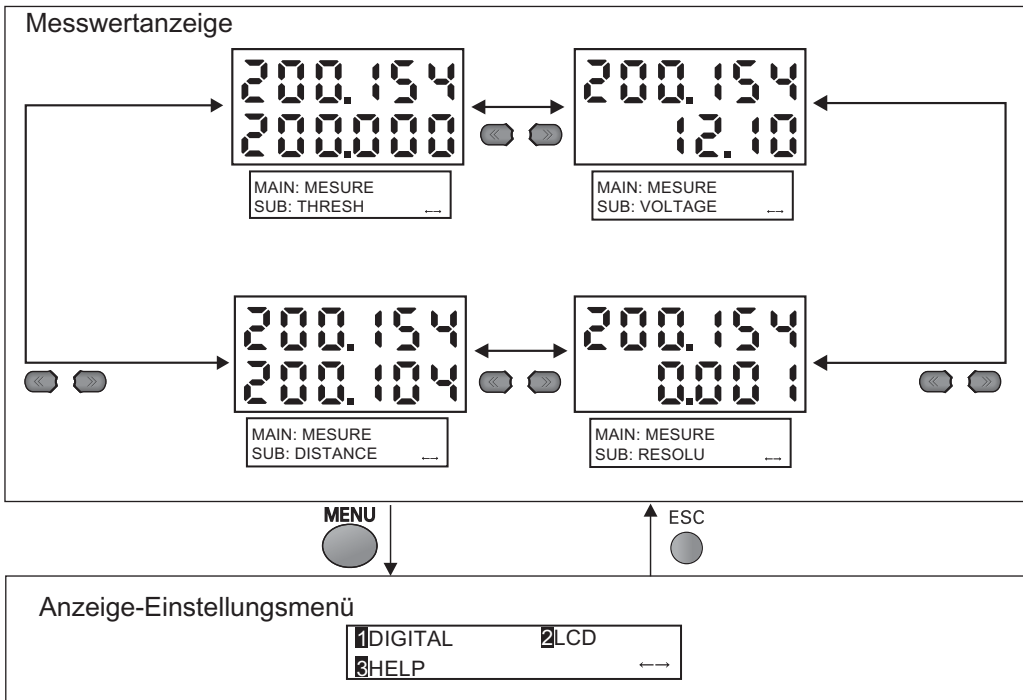 Messwertanzeige
200.154
200.000
MAIN: MESURE
SUB: THRESH ←→
200.154
12.10
MAIN: MESURE
SUB: VOLTAGE ←→
200.154
200.104
MAIN: MESURE
SUB: DISTANCE ←→
200.154
0.001
MAIN: MESURE
SUB: RESOLU ←→
MENU
ESC
Anzeige-Einstellungsmenü
1DIGITAL 2LCD
3HELP ←→